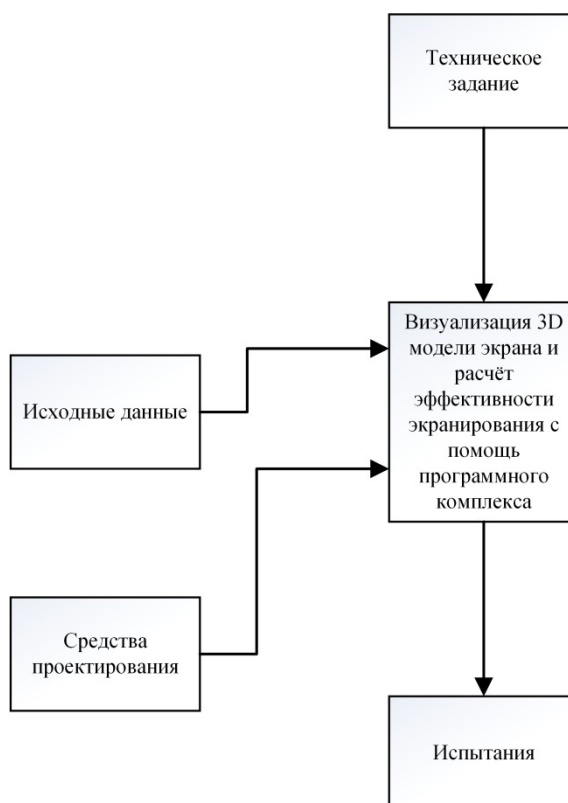 Техническое
задание
Визуализация 3D
модели экрана и
расчёт
эффективности
экранирования с
помощь
программного
комплекса
Исходные данные
Средства
проектирования
Испытания